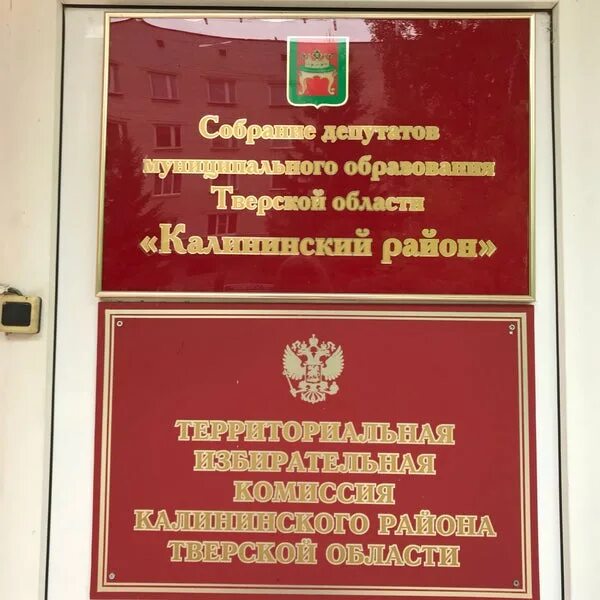 Собрание депутатов
муниципального образования
Тверской области
«Калининский район»
ТЕРРИТОРИАЛЬНАЯ
ИЗБИРАТЕЛЬНАЯ
КОМИССИЯ
КАЛИНИНСКОГО РАЙОНА
ТВЕРСКОЙ ОБЛАСТИ